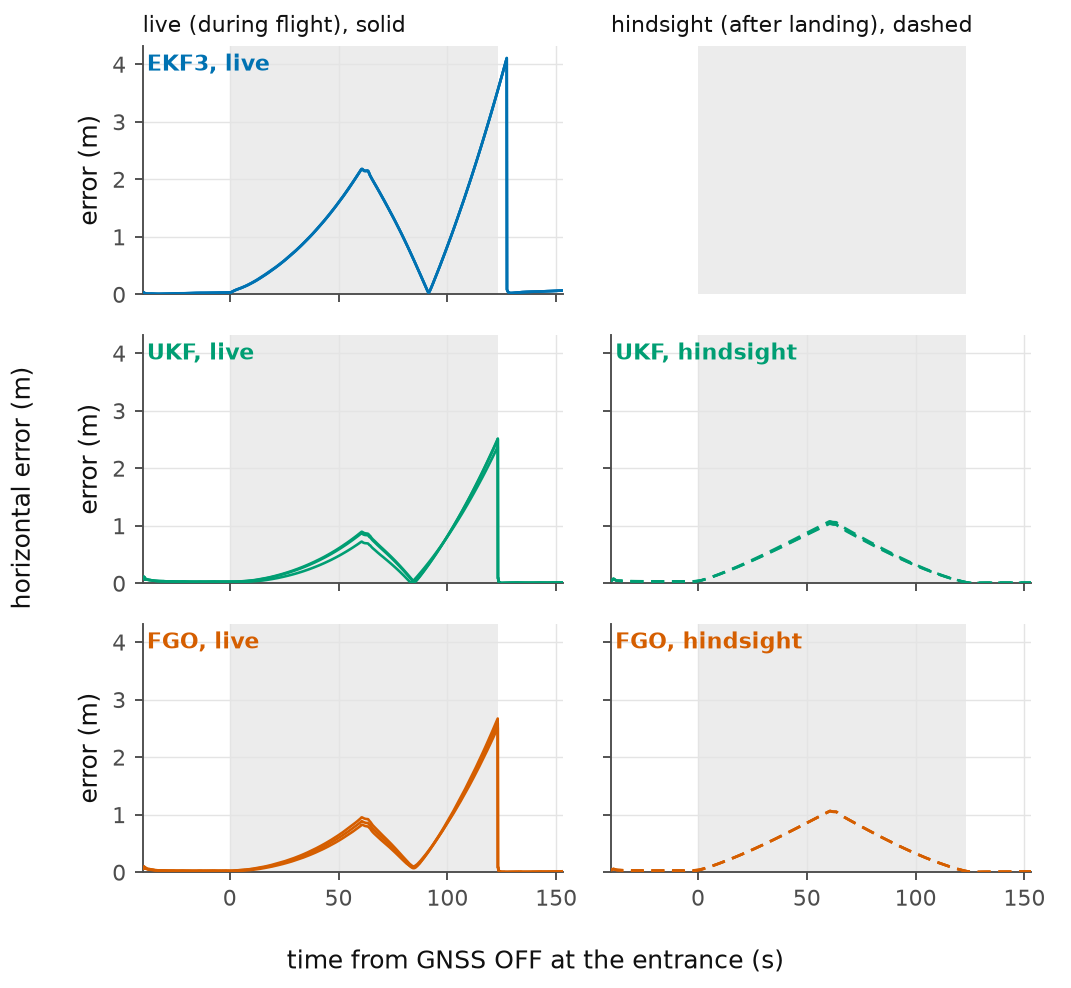 live (during flight), solid
hindsight (after landing), dashed
EKF3, live
4
3
2
1
0
error (m)
UKF, live
UKF, hindsight
4
3
2
1
0
error (m)
horizontal error (m)
FGO, live
FGO, hindsight
4
3
2
1
0
error (m)
0 50 100 150
0 50 100 150
time from GNSS OFF at the entrance (s)